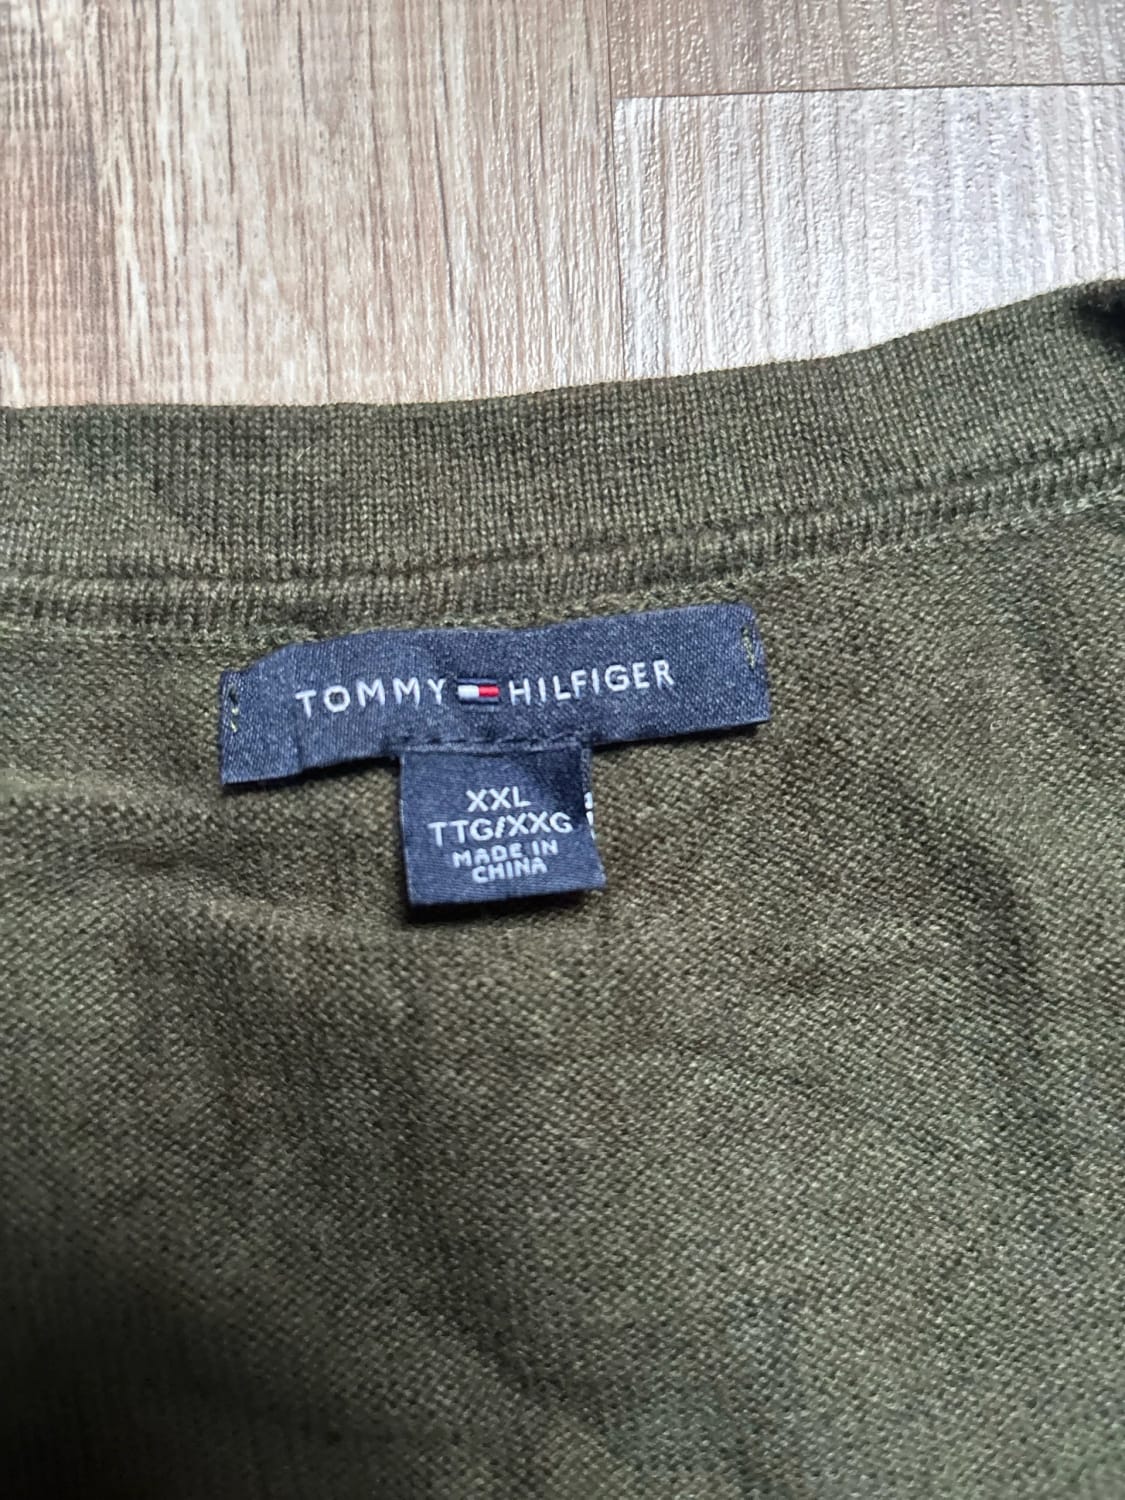 TOMMY HILFIGER
XXL
TTG/XXG
MADE IN
CHINA